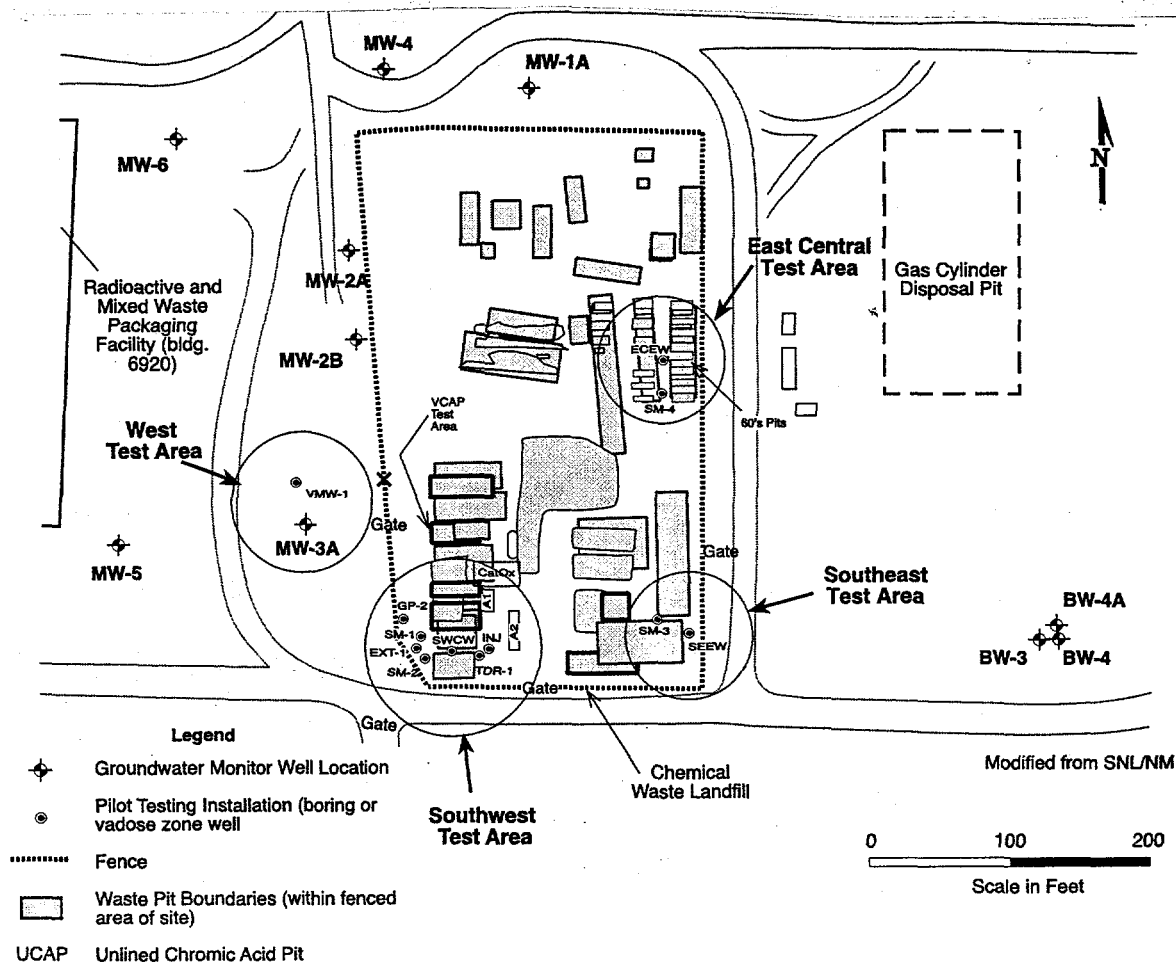 MW-4
MW-1A
MW-6
N
East Central
Test Area
MW-2A
Gas Cylinder
Disposal Pit
Radioactive and
Mixed Waste
Packaging
Facility (bldg.
6920)
MW-2B
ECEW
SM-4
60's Pits
VCAP
Test
Area
West
Test Area
VMW-1
Gate
MW-3A
MW-5
Gate
CatOx
Southeast
Test Area
A1
GP-2
A2
SM-1
SWCW
INJ
EXT-1
TDR-1
SM-3
SEEW
BW-4A
BW-3
BW-4
Gate
Gate
Legend
Groundwater Monitor Well Location
Chemical
Waste Landfill
Modified from SNL/NM
Pilot Testing Installation (boring or
vadose zone well
Southwest
Test Area
0 100 200
Scale in Feet
Fence
Waste Pit Boundaries (within fenced
area of site)
UCAP Unlined Chromic Acid Pit